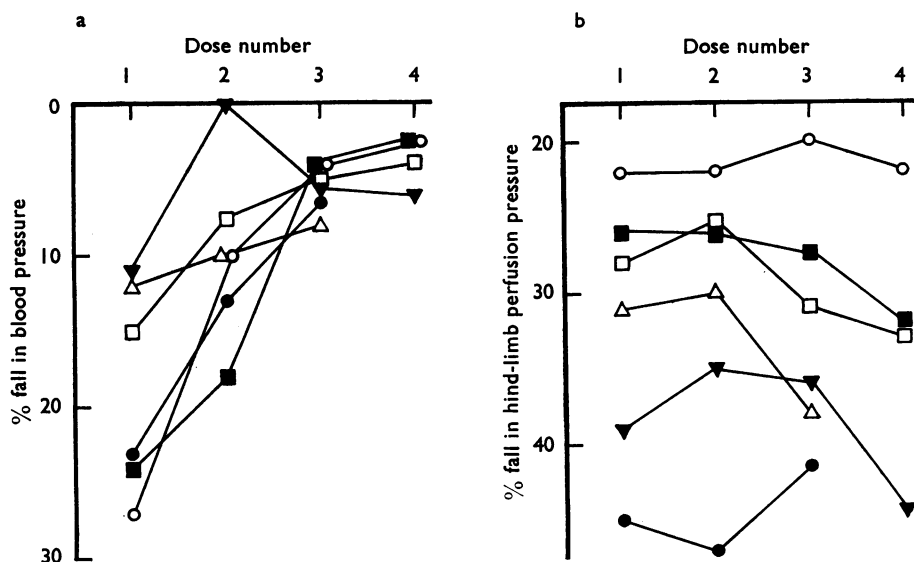 a
Dose number
1 2 3 4
0
10
20
30
% fall in blood pressure
b
Dose number
1 2 3 4
20
30
40
% fall in hind-limb perfusion pressure